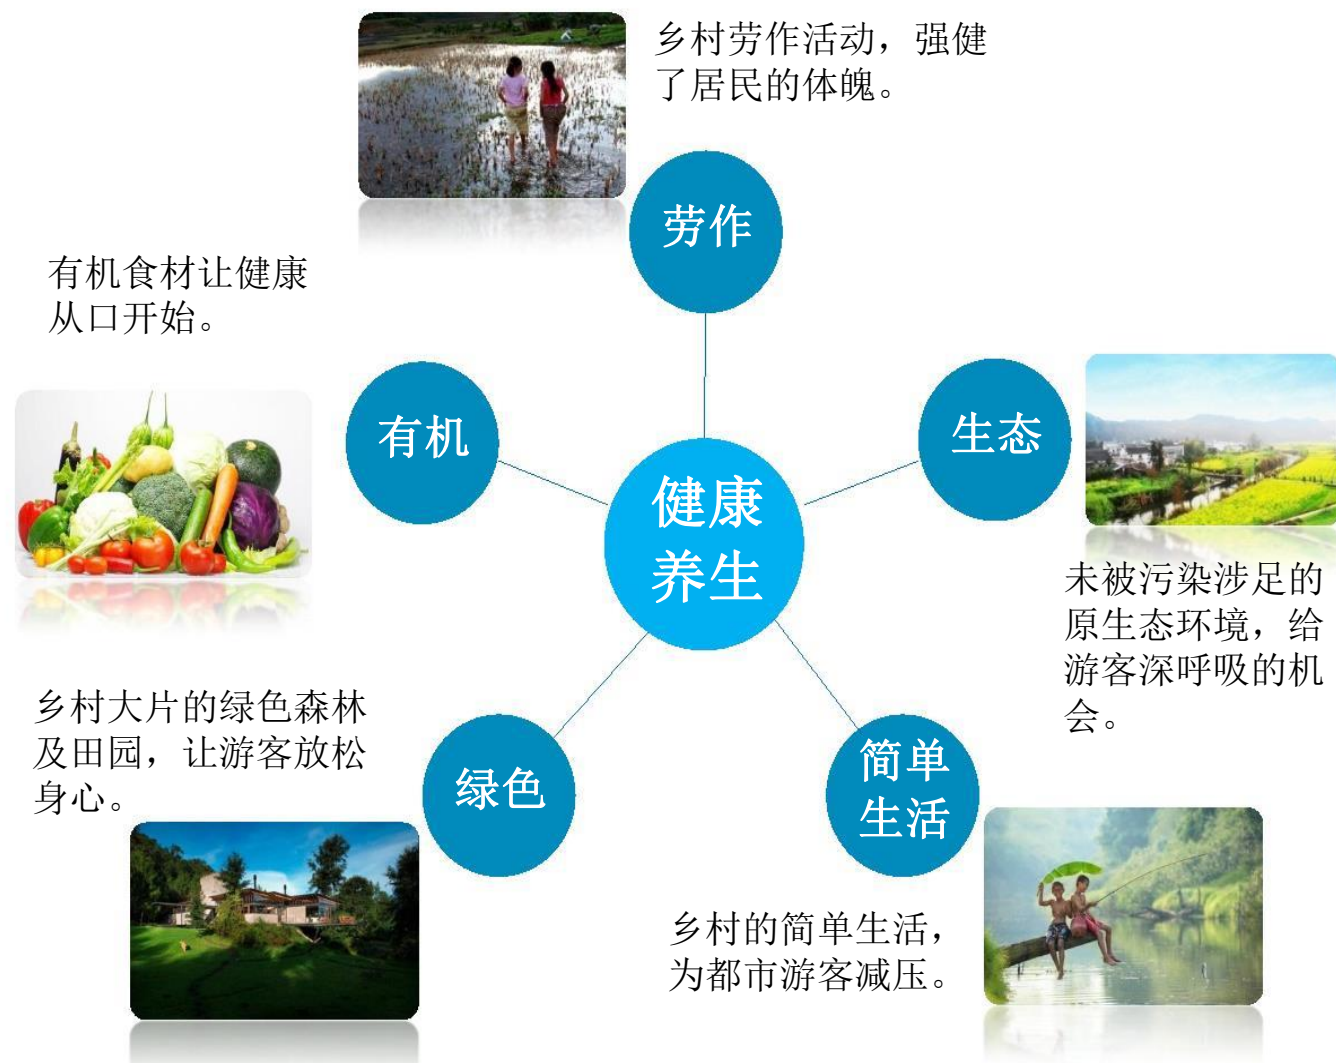 乡村劳作活动，强健
了居民的体魄。
劳作
有机食材让健康
从口开始。
有机
生态
健康
养生
未被污染涉足的
原生态环境，给
游客深呼吸的机
会。
乡村大片的绿色森林
及田园，让游客放松
身心。
绿色
简单
生活
乡村的简单生活，
为都市游客减压。